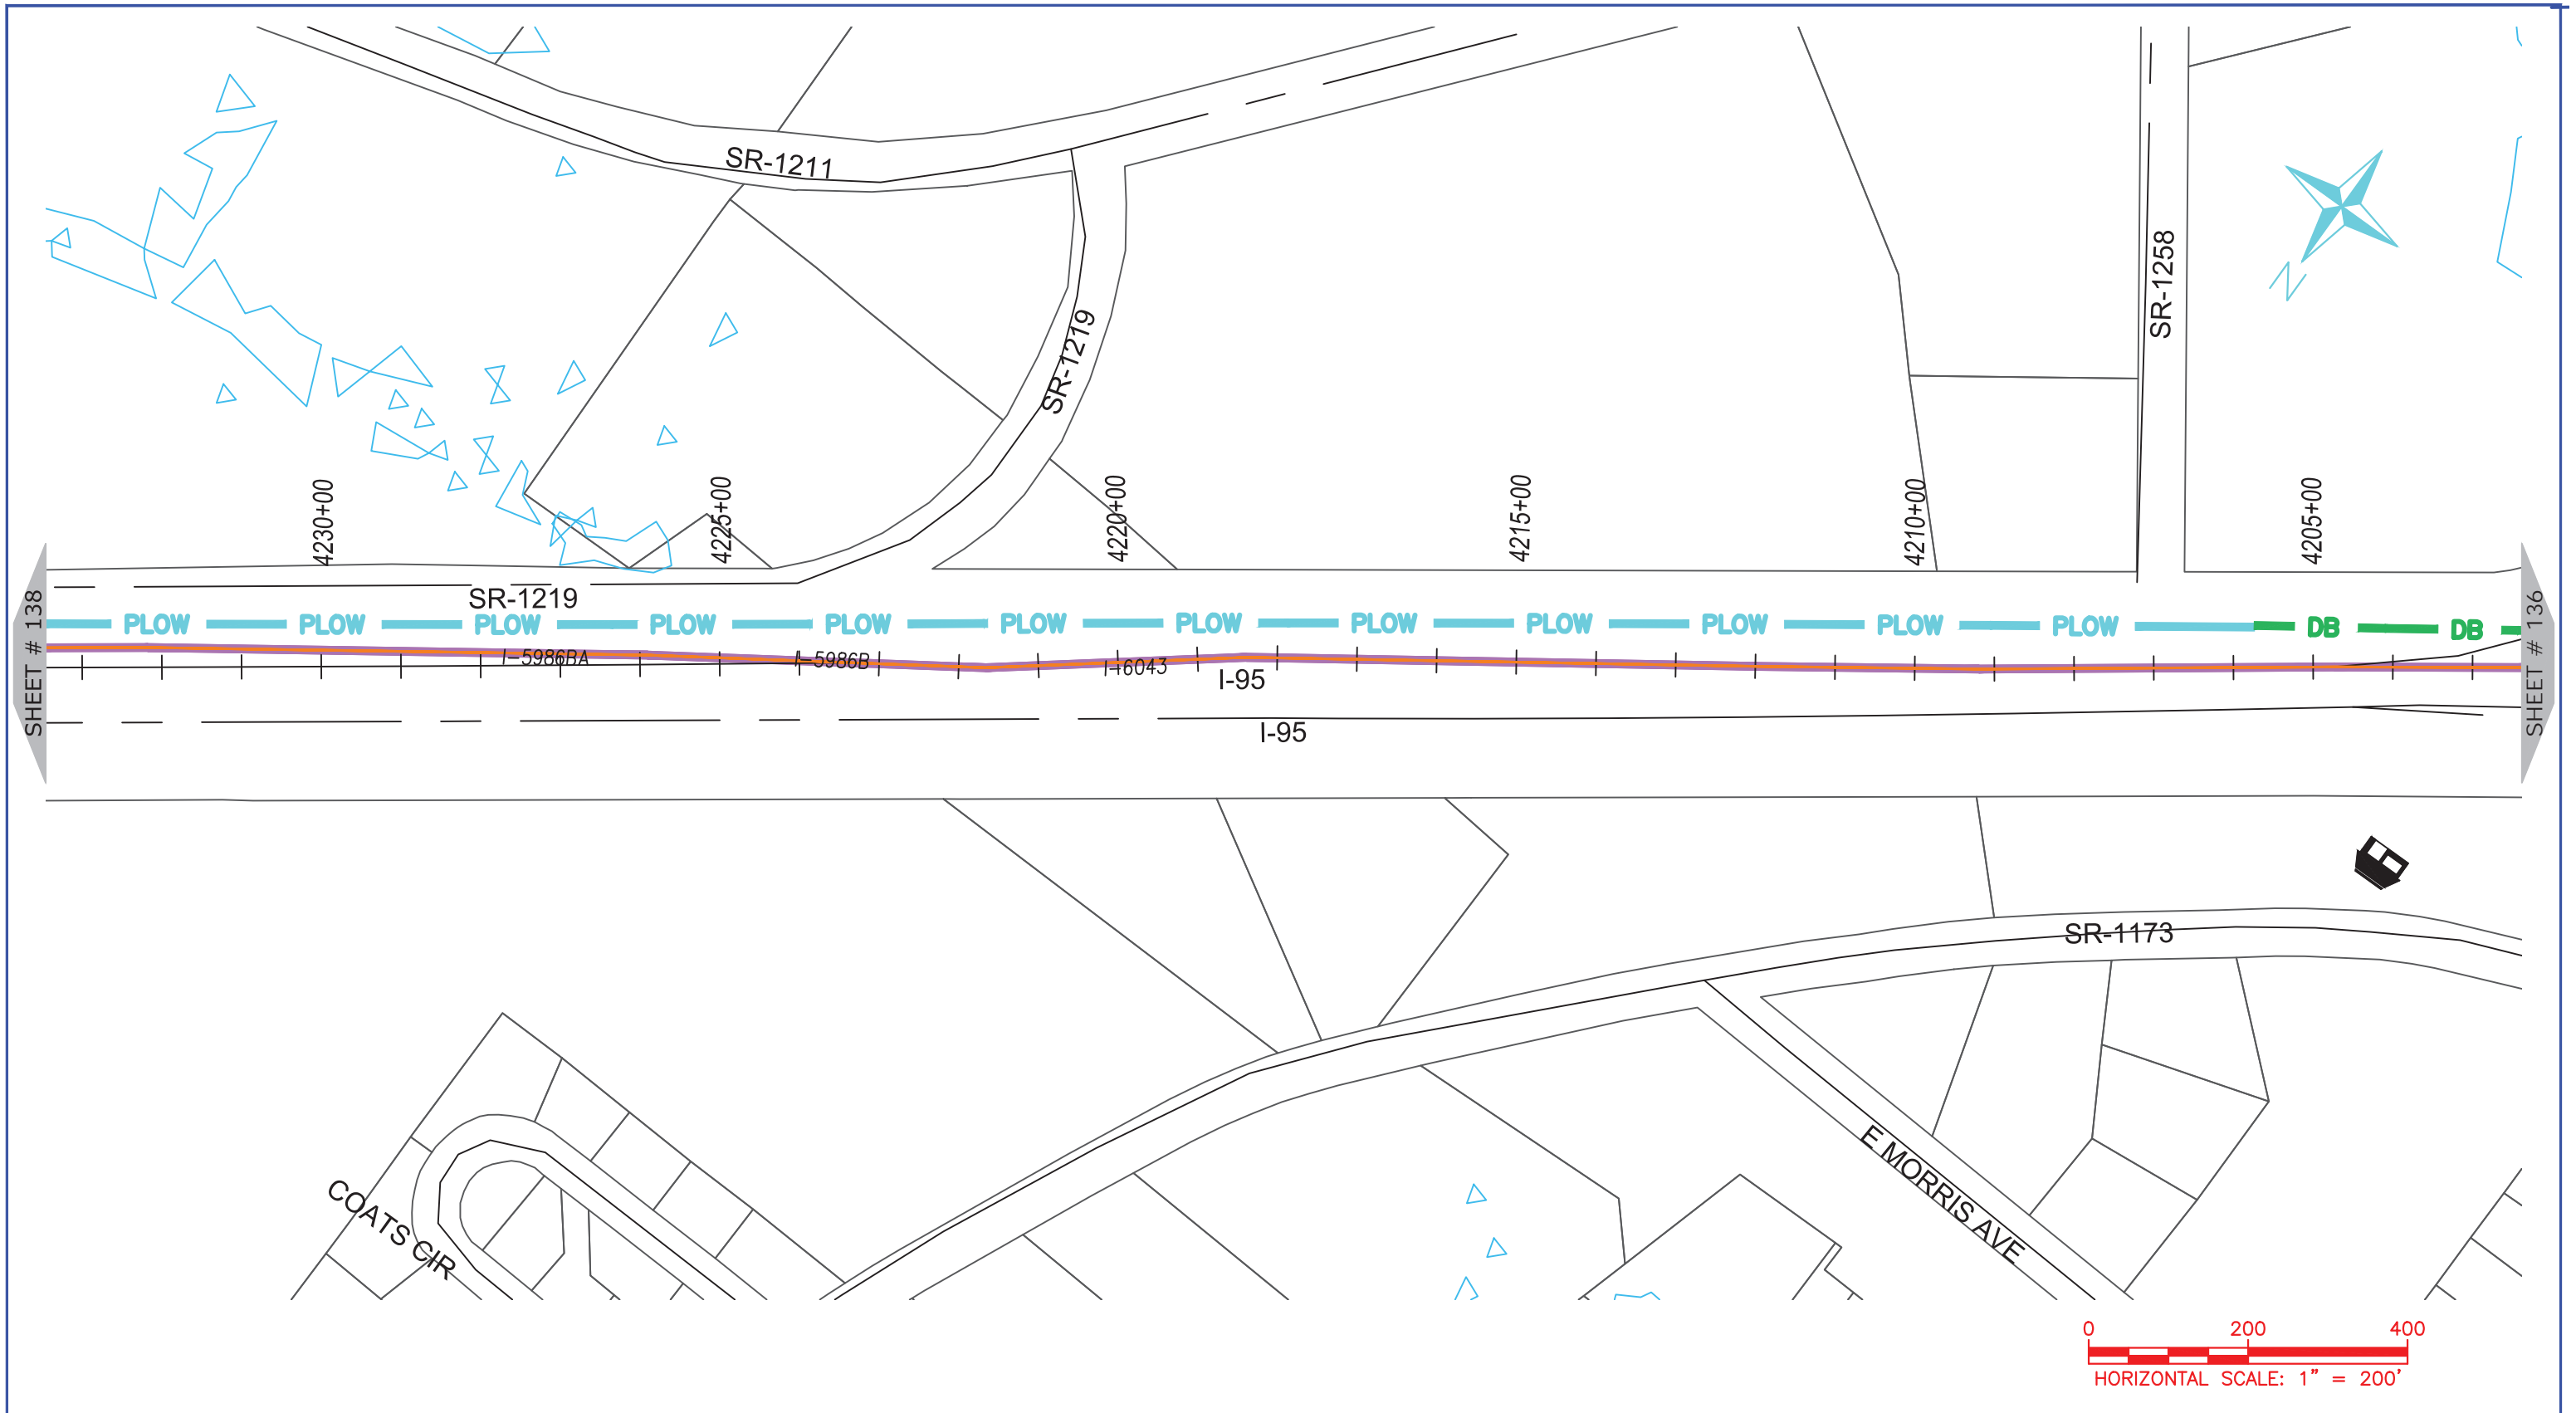 SR-1211
SR-1219
SR-1258
N
4230+00
4225+00
4220+00
4215+00
4210+00
4205+00
SHEET # 138
SR-1219
SHEET # 136
PLOW PLOW PLOW PLOW PLOW PLOW PLOW PLOW PLOW PLOW PLOW PLOW DB DB
I-5986BA
I-5986B
I-6043
I-95
I-95
SR-1173
E MORRIS AVE
COATS CIR
0 200 400
HORIZONTAL SCALE: 1" = 200'